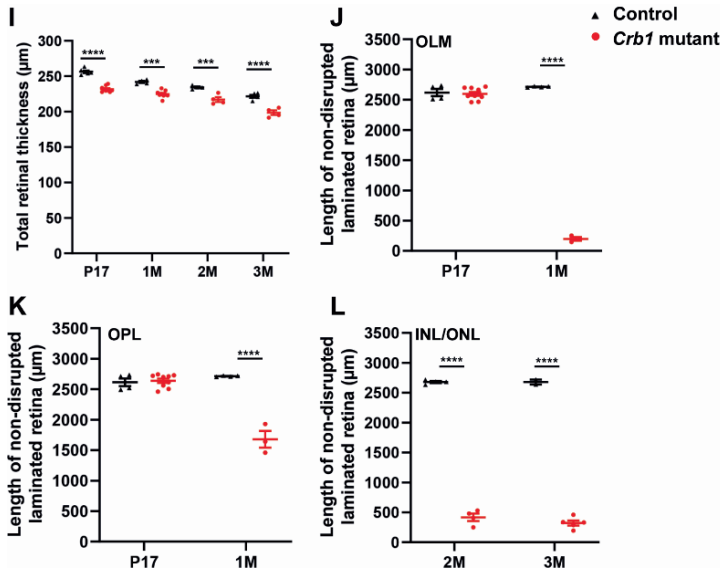 I
Total retinal thickness (µm)
300
250
200
150
100
50
0
****
***
***
****
P17 1M 2M 3M
J
▲ Control
● Crb1 mutant
Length of non-disrupted
laminated retina (µm)
OLM
3500
3000
2500
2000
1500
1000
500
0
****
P17 1M
K
Length of non-disrupted
laminated retina (µm)
OPL
3500
3000
2500
2000
1500
1000
500
0
****
P17 1M
L
Length of non-disrupted
laminated retina (µm)
INL/ONL
3500
3000
2500
2000
1500
1000
500
0
****
****
2M 3M